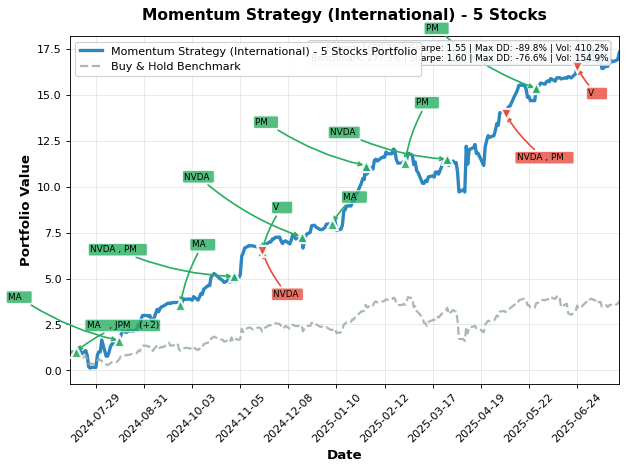 Momentum Strategy (International) - 5 Stocks
PM
Momentum Strategy (International) - 5 Stocks Portfolio
Buy & Hold Benchmark
arpe: 1.55 | Max DD: -89.8% | Vol: 410.2%
Sharpe: 1.60 | Max DD: -76.6% | Vol: 154.9%
V
PM
PM
NVDA
NVDA , PM
NVDA
MA
V
MA
NVDA , PM
NVDA
MA
MA , JPM (+2)
17.5
15.0
12.5
10.0
7.5
5.0
2.5
0.0
Portfolio Value
2024-07-29
2024-08-31
2024-10-03
2024-11-05
2024-12-08
2025-01-10
2025-02-12
2025-03-17
2025-04-19
2025-05-22
2025-06-24
Date